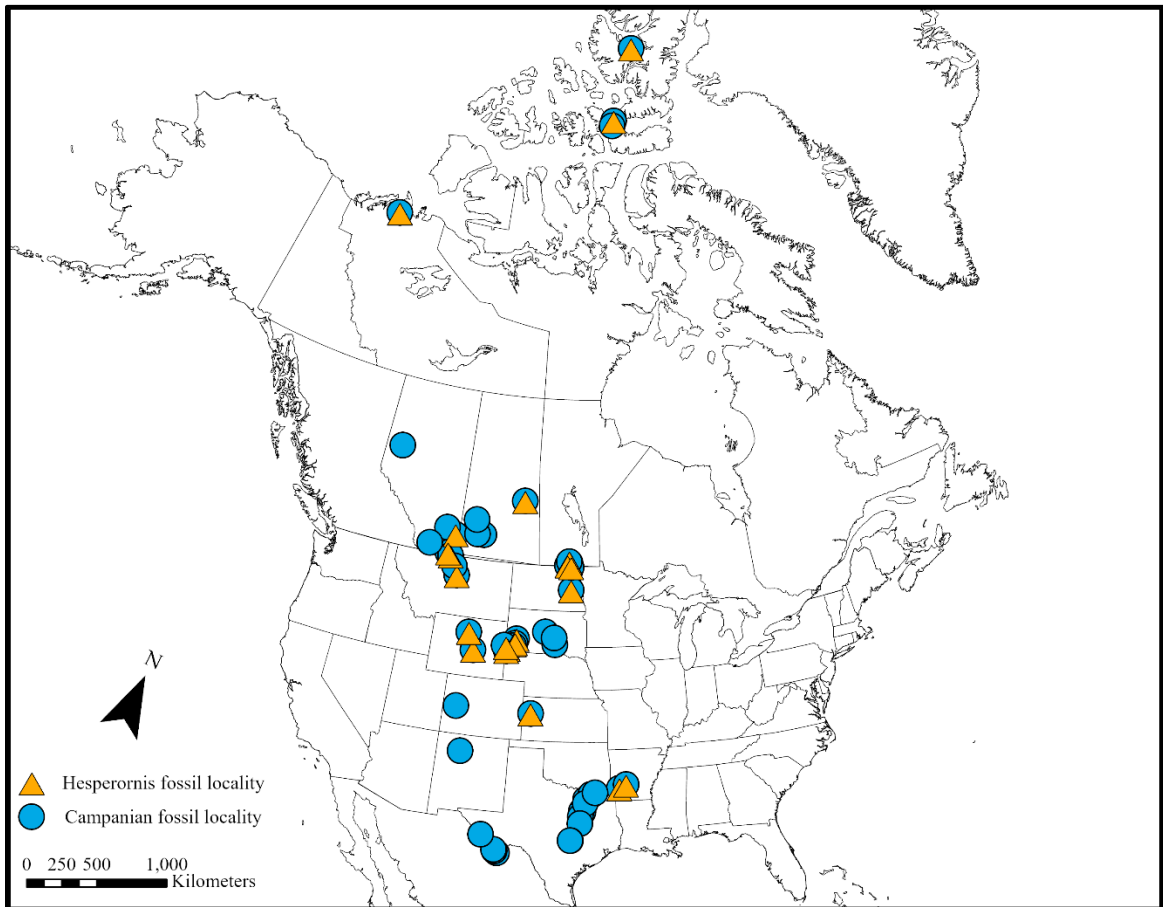 N
Hesperornis fossil locality
Campanian fossil locality
0 250 500 1,000
Kilometers